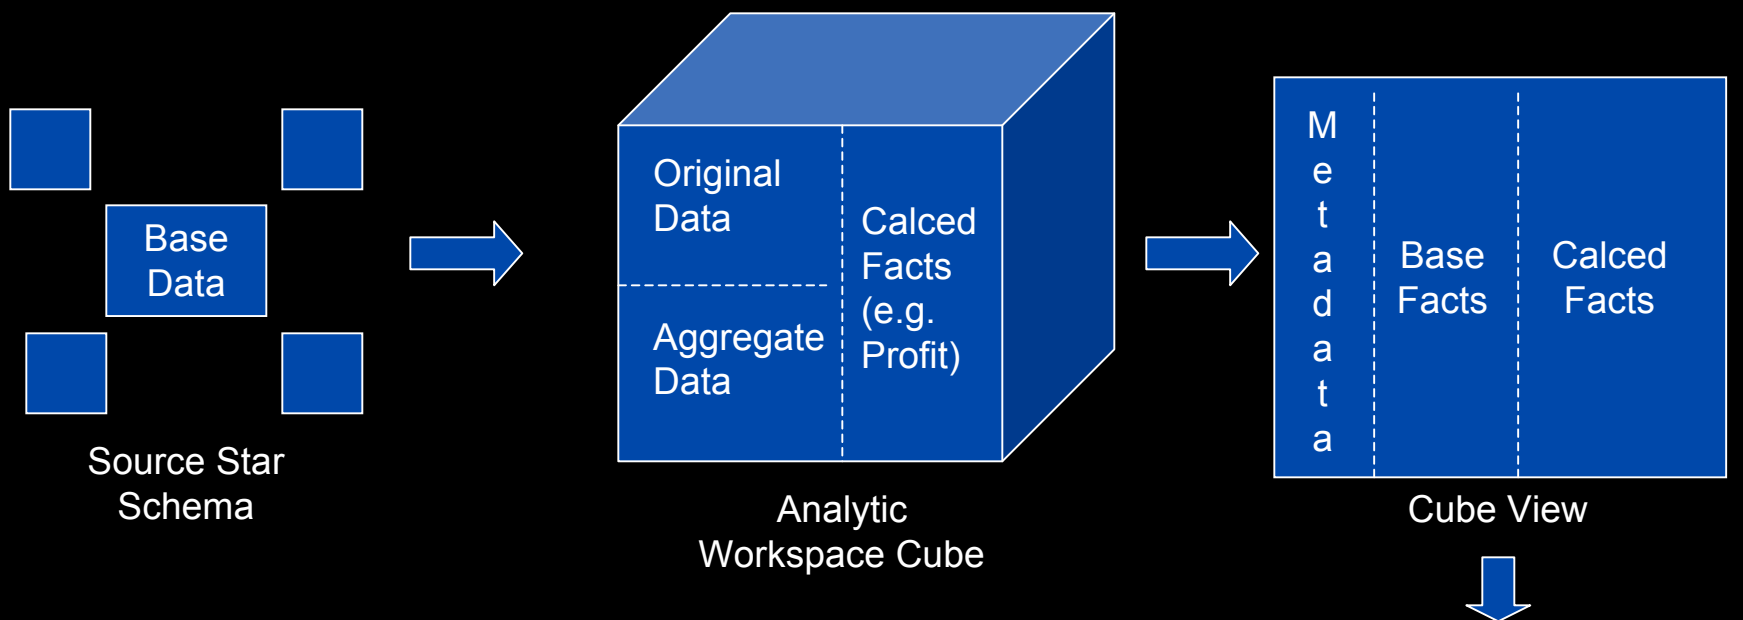 Base
Data
Source Star
Schema
Original
Data
Aggregate
Data
Calced
Facts
(e.g.
Profit)
Analytic
Workspace Cube
M
e
t
a
d
a
t
a
Base
Facts
Calced
Facts
Cube View